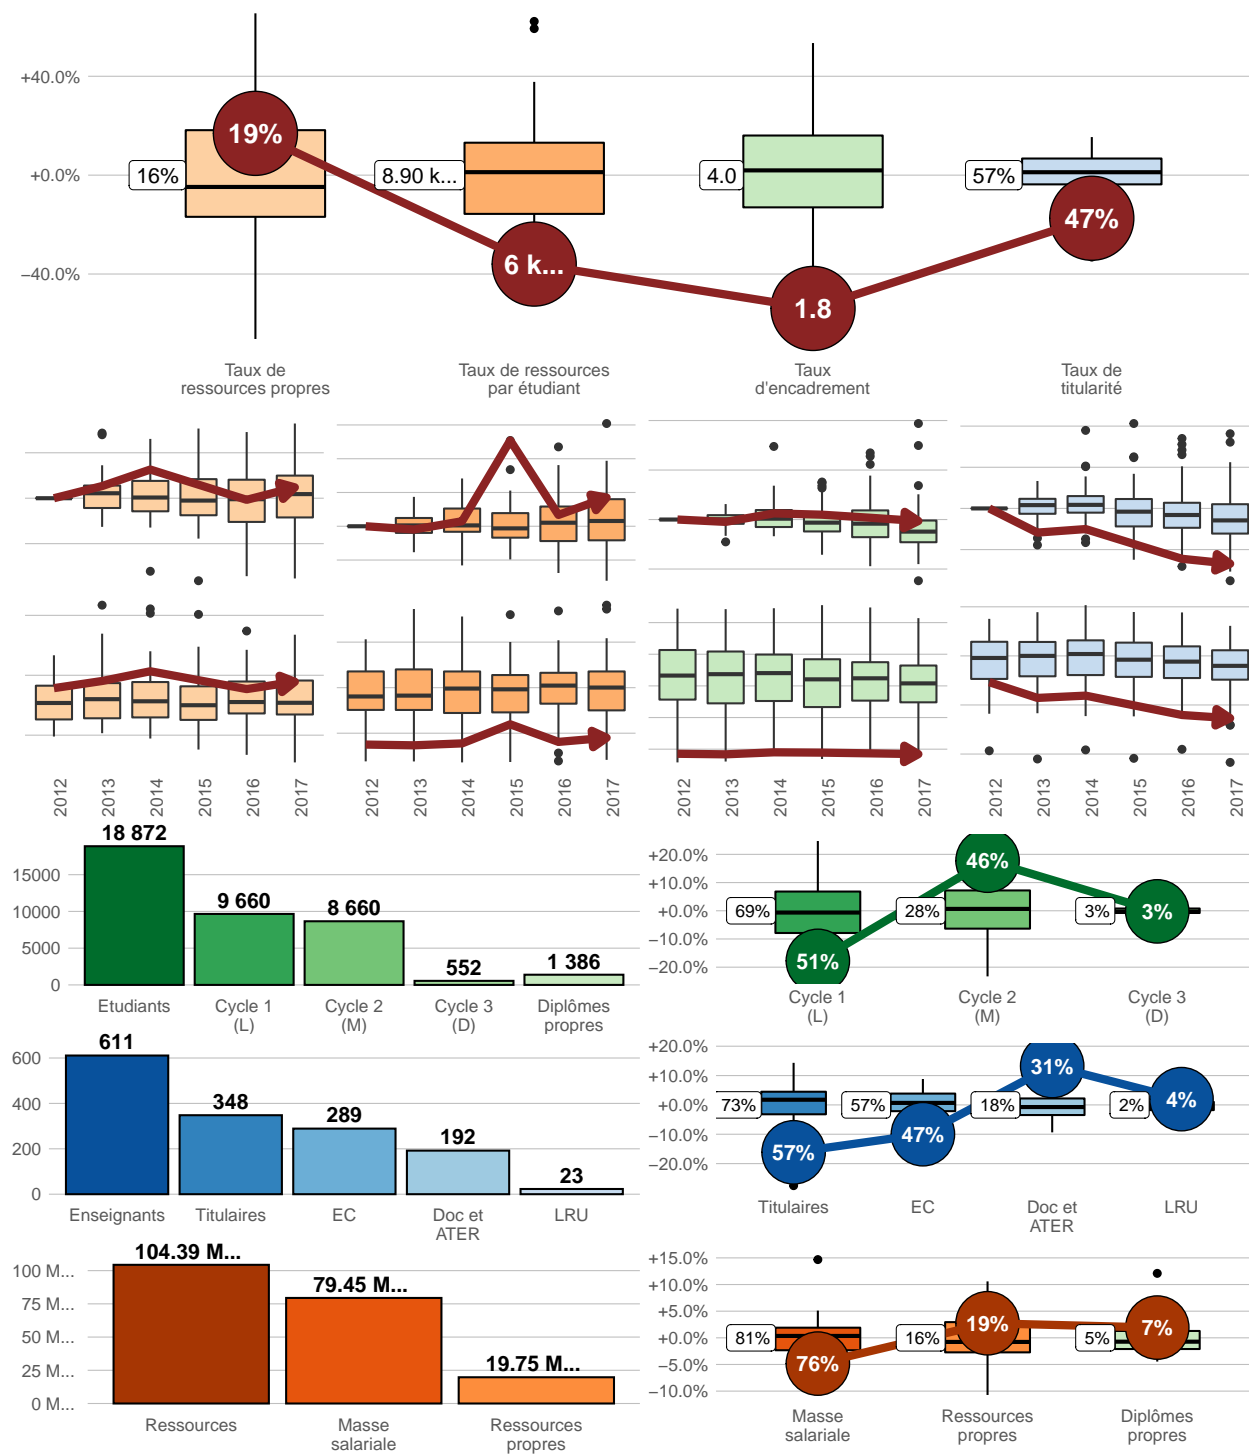 +40.0%
+0.0%
−40.0%
16%
19%
8.90 k...
6 k...
4.0
1.8
57%
47%
Taux de
ressources propres
Taux de ressources
par étudiant
Taux
d'encadrement
Taux de
titularité
2012 2013 2014 2015 2016 2017
2012 2013 2014 2015 2016 2017
2012 2013 2014 2015 2016 2017
2012 2013 2014 2015 2016 2017
15000
10000
5000
0
18 872
9 660
8 660
552
1 386
Etudiants
Cycle 1
(L)
Cycle 2
(M)
Cycle 3
(D)
Diplômes
propres
+20.0%
+10.0%
+0.0%
−10.0%
−20.0%
69%
51%
28%
46%
3%
3%
Cycle 1
(L)
Cycle 2
(M)
Cycle 3
(D)
600
400
200
0
611
348
289
192
23
Enseignants
Titulaires
EC
Doc et
ATER
LRU
+20.0%
+10.0%
+0.0%
−10.0%
−20.0%
73%
57%
57%
47%
18%
31%
2%
4%
Titulaires
EC
Doc et
ATER
LRU
100 M...
75 M...
50 M...
25 M...
0 M...
104.39 M...
79.45 M...
19.75 M...
Ressources
Masse
salariale
Ressources
propres
+15.0%
+10.0%
+5.0%
+0.0%
−5.0%
−10.0%
81%
76%
16%
19%
5%
7%
Masse
salariale
Ressources
propres
Diplômes
propres